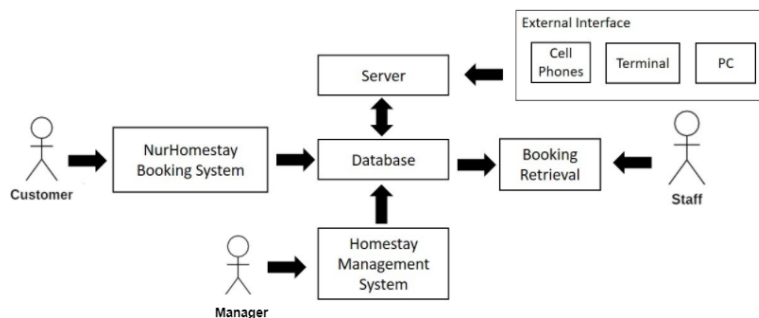 External Interface
Cell
Phones
Terminal
PC
Server
NurHomestay
Booking System
Database
Booking
Retrieval
Customer
Staff
Homestay
Management
System
Manager